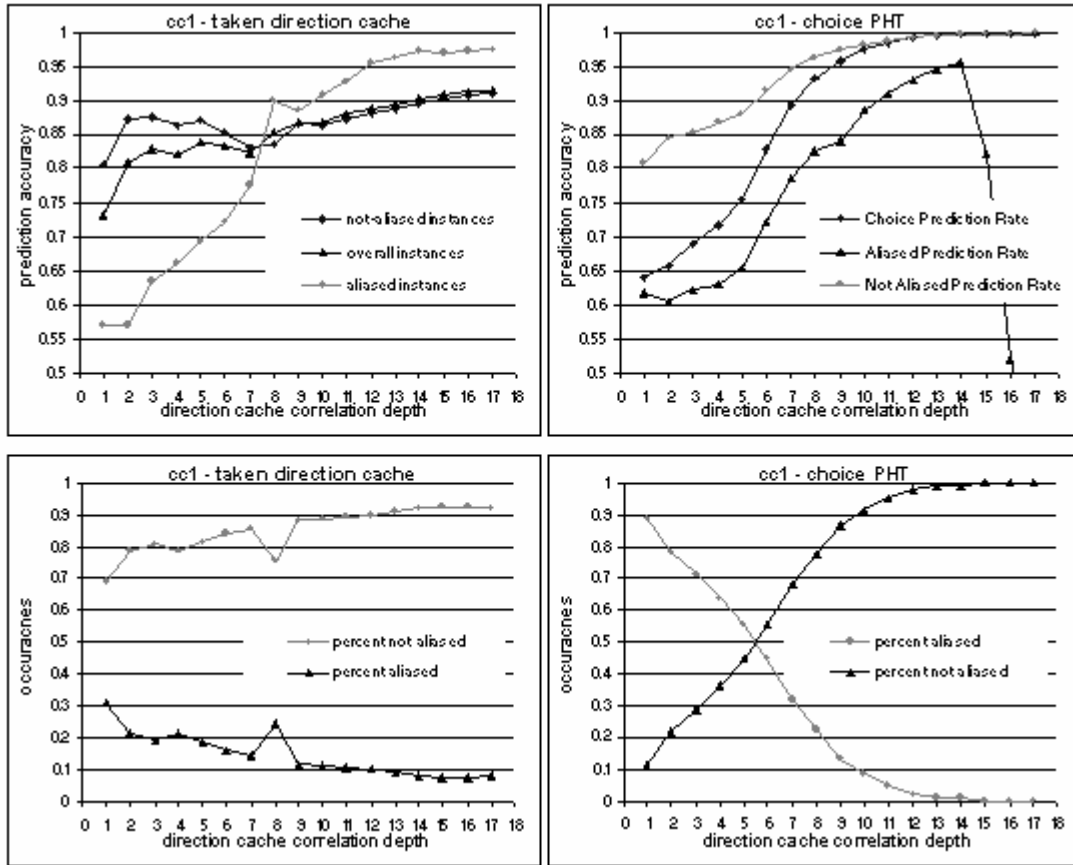 cc1 - taken direction cache
prediction accuracy
1
0.95
0.9
0.85
0.8
0.75
0.7
0.65
0.6
0.55
0.5
not-aliased instances
overall instances
aliased instances
0 1 2 3 4 5 6 7 8 9 10 11 12 13 14 15 16 17 18
direction cache correlation depth
cc1 - choice PHT
prediction accuracy
1
0.95
0.9
0.85
0.8
0.75
0.7
0.65
0.6
0.55
0.5
Choice Prediction Rate
Aliased Prediction Rate
Not Aliased Prediction Rate
0 1 2 3 4 5 6 7 8 9 10 11 12 13 14 15 16 17 18
direction cache correlation depth
cc1 - taken direction cache
occuracnes
1
0.9
0.8
0.7
0.6
0.5
0.4
0.3
0.2
0.1
0
percent not aliased
percent aliased
0 1 2 3 4 5 6 7 8 9 10 11 12 13 14 15 16 17 18
direction cache correlation depth
cc1 - choice PHT
occuracnes
1
0.9
0.8
0.7
0.6
0.5
0.4
0.3
0.2
0.1
0
percent aliased
percent not aliased
0 1 2 3 4 5 6 7 8 9 10 11 12 13 14 15 16 17 18
direction cache correlation depth